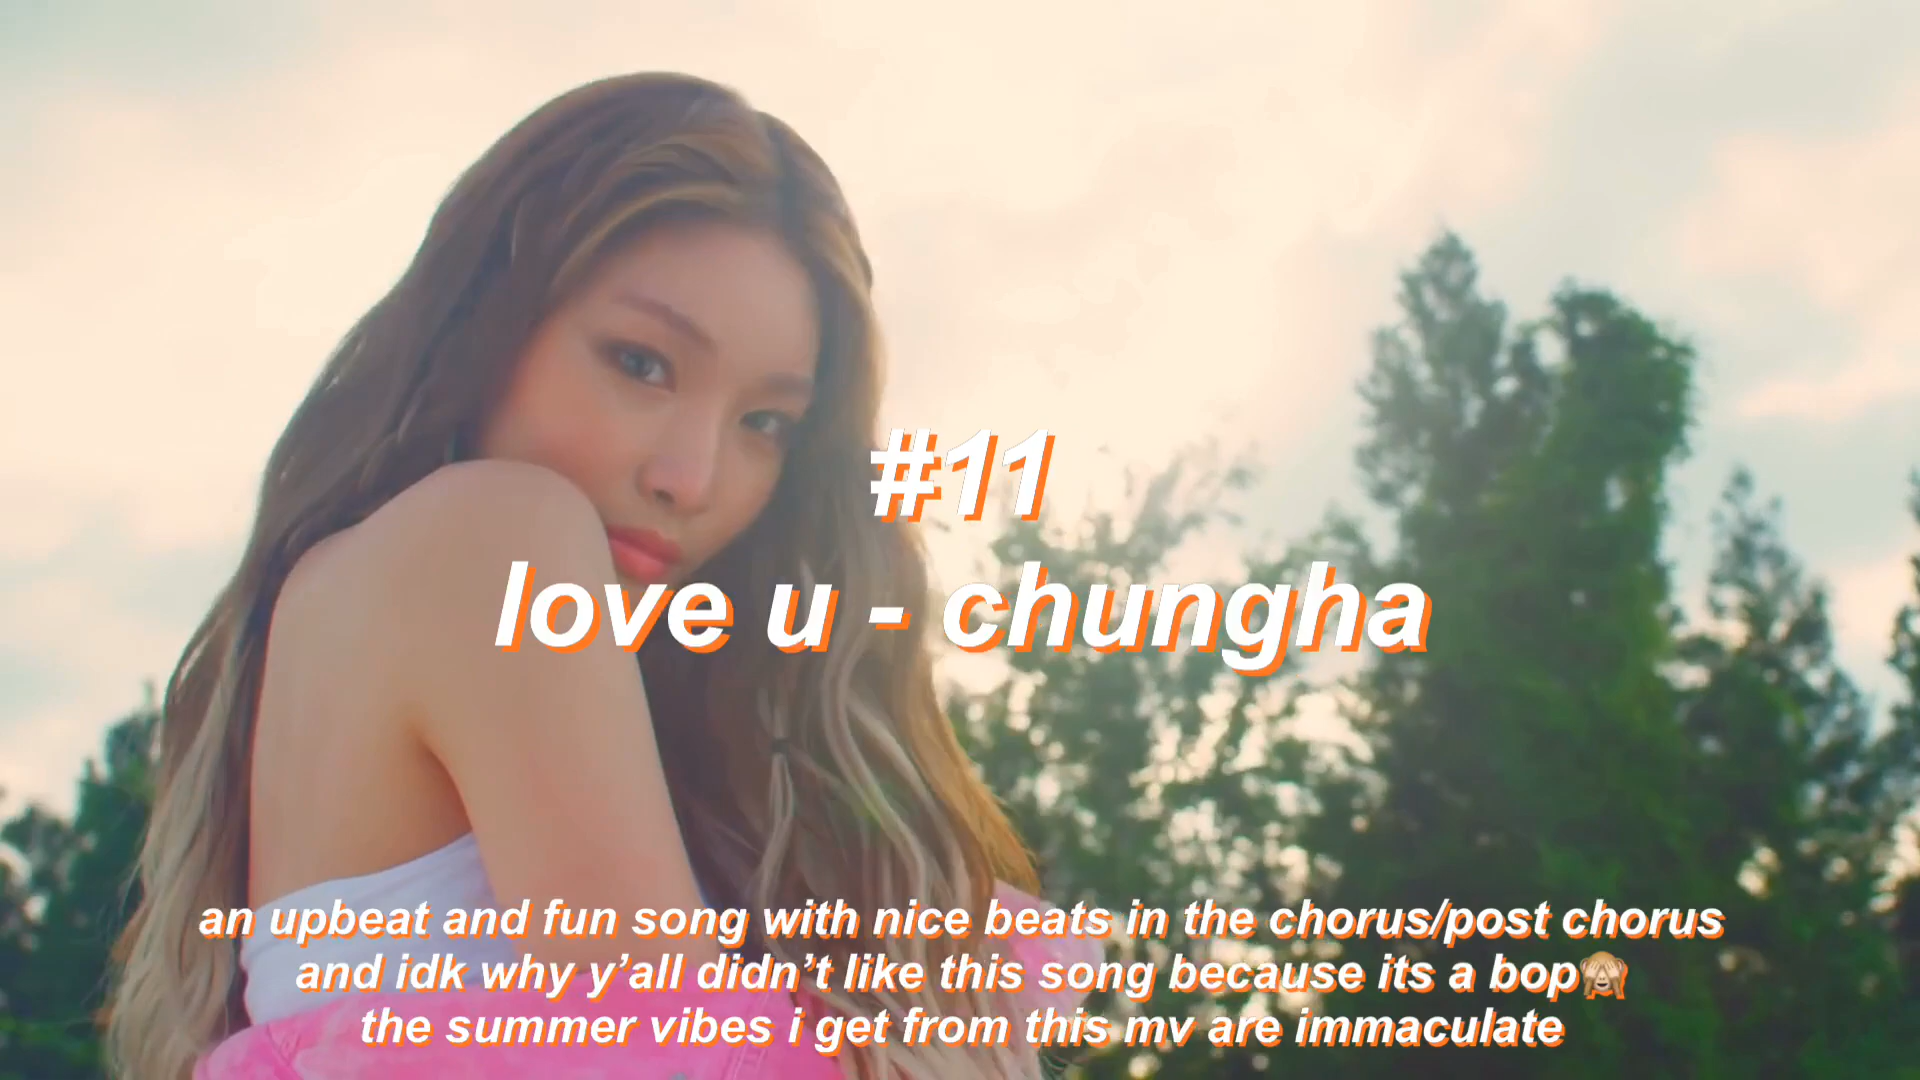 #11
love u - chungha
an upbeat and fun song with nice beats in the chorus/post chorus
and idk why y’all didn’t like this song because its a bop🙈
the summer vibes i get from this mv are immaculate